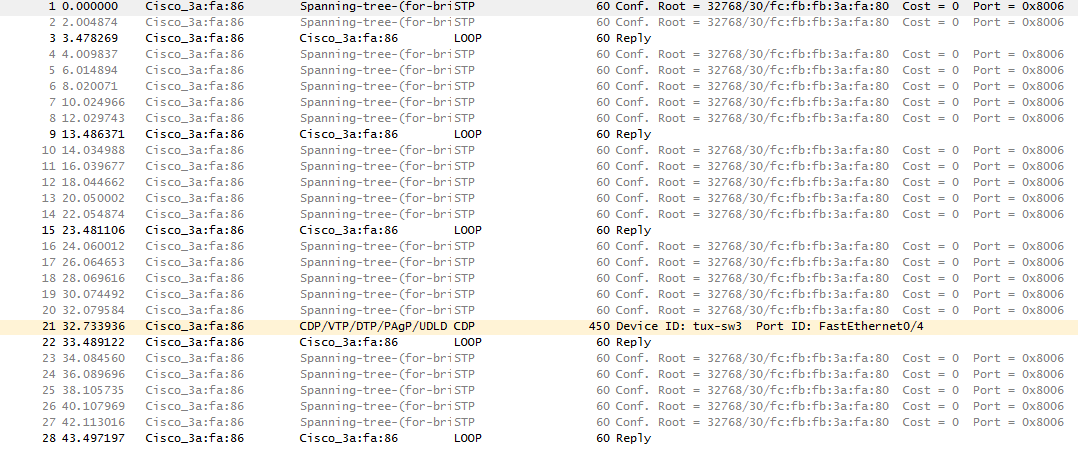 1 0.000000 Cisco_3a:fa:86 Spanning-tree-(for-bri STP 60 Conf. Root = 32768/30/fc:fb:fb:3a:fa:80 Cost = 0 Port = 0x8006
2 2.004874 Cisco_3a:fa:86 Spanning-tree-(for-bri STP 60 Conf. Root = 32768/30/fc:fb:fb:3a:fa:80 Cost = 0 Port = 0x8006
3 3.478269 Cisco_3a:fa:86 Cisco_3a:fa:86 LOOP 60 Reply
4 4.009837 Cisco_3a:fa:86 Spanning-tree-(for-bri STP 60 Conf. Root = 32768/30/fc:fb:fb:3a:fa:80 Cost = 0 Port = 0x8006
5 6.014894 Cisco_3a:fa:86 Spanning-tree-(for-bri STP 60 Conf. Root = 32768/30/fc:fb:fb:3a:fa:80 Cost = 0 Port = 0x8006
6 8.020071 Cisco_3a:fa:86 Spanning-tree-(for-bri STP 60 Conf. Root = 32768/30/fc:fb:fb:3a:fa:80 Cost = 0 Port = 0x8006
7 10.024966 Cisco_3a:fa:86 Spanning-tree-(for-bri STP 60 Conf. Root = 32768/30/fc:fb:fb:3a:fa:80 Cost = 0 Port = 0x8006
8 12.029743 Cisco_3a:fa:86 Spanning-tree-(for-bri STP 60 Conf. Root = 32768/30/fc:fb:fb:3a:fa:80 Cost = 0 Port = 0x8006
9 13.486371 Cisco_3a:fa:86 Cisco_3a:fa:86 LOOP 60 Reply
10 14.034988 Cisco_3a:fa:86 Spanning-tree-(for-bri STP 60 Conf. Root = 32768/30/fc:fb:fb:3a:fa:80 Cost = 0 Port = 0x8006
11 16.039677 Cisco_3a:fa:86 Spanning-tree-(for-bri STP 60 Conf. Root = 32768/30/fc:fb:fb:3a:fa:80 Cost = 0 Port = 0x8006
12 18.044662 Cisco_3a:fa:86 Spanning-tree-(for-bri STP 60 Conf. Root = 32768/30/fc:fb:fb:3a:fa:80 Cost = 0 Port = 0x8006
13 20.050002 Cisco_3a:fa:86 Spanning-tree-(for-bri STP 60 Conf. Root = 32768/30/fc:fb:fb:3a:fa:80 Cost = 0 Port = 0x8006
14 22.054874 Cisco_3a:fa:86 Spanning-tree-(for-bri STP 60 Conf. Root = 32768/30/fc:fb:fb:3a:fa:80 Cost = 0 Port = 0x8006
15 23.481106 Cisco_3a:fa:86 Cisco_3a:fa:86 LOOP 60 Reply
16 24.060012 Cisco_3a:fa:86 Spanning-tree-(for-bri STP 60 Conf. Root = 32768/30/fc:fb:fb:3a:fa:80 Cost = 0 Port = 0x8006
17 26.064653 Cisco_3a:fa:86 Spanning-tree-(for-bri STP 60 Conf. Root = 32768/30/fc:fb:fb:3a:fa:80 Cost = 0 Port = 0x8006
18 28.069616 Cisco_3a:fa:86 Spanning-tree-(for-bri STP 60 Conf. Root = 32768/30/fc:fb:fb:3a:fa:80 Cost = 0 Port = 0x8006
19 30.074492 Cisco_3a:fa:86 Spanning-tree-(for-bri STP 60 Conf. Root = 32768/30/fc:fb:fb:3a:fa:80 Cost = 0 Port = 0x8006
20 32.079584 Cisco_3a:fa:86 Spanning-tree-(for-bri STP 60 Conf. Root = 32768/30/fc:fb:fb:3a:fa:80 Cost = 0 Port = 0x8006
21 32.733936 Cisco_3a:fa:86 CDP/VTP/DTP/PAgP/UDLD CDP 450 Device ID: tux-sw3 Port ID: FastEthernet0/4
22 33.489122 Cisco_3a:fa:86 Cisco_3a:fa:86 LOOP 60 Reply
23 34.084560 Cisco_3a:fa:86 Spanning-tree-(for-bri STP 60 Conf. Root = 32768/30/fc:fb:fb:3a:fa:80 Cost = 0 Port = 0x8006
24 36.089696 Cisco_3a:fa:86 Spanning-tree-(for-bri STP 60 Conf. Root = 32768/30/fc:fb:fb:3a:fa:80 Cost = 0 Port = 0x8006
25 38.105735 Cisco_3a:fa:86 Spanning-tree-(for-bri STP 60 Conf. Root = 32768/30/fc:fb:fb:3a:fa:80 Cost = 0 Port = 0x8006
26 40.107969 Cisco_3a:fa:86 Spanning-tree-(for-bri STP 60 Conf. Root = 32768/30/fc:fb:fb:3a:fa:80 Cost = 0 Port = 0x8006
27 42.113016 Cisco_3a:fa:86 Spanning-tree-(for-bri STP 60 Conf. Root = 32768/30/fc:fb:fb:3a:fa:80 Cost = 0 Port = 0x8006
28 43.497197 Cisco_3a:fa:86 Cisco_3a:fa:86 LOOP 60 Reply